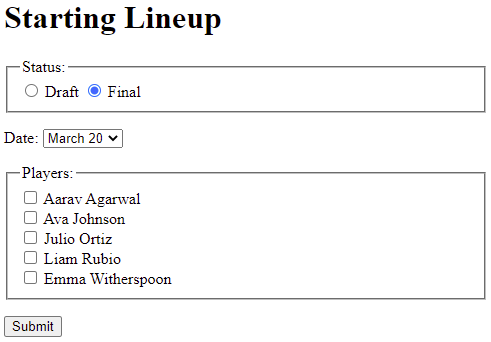 Starting Lineup
Status:
Draft Final
Date: March 20
Players:
Aarav Agarwal
Ava Johnson
Julio Ortiz
Liam Rubio
Emma Witherspoon
Submit